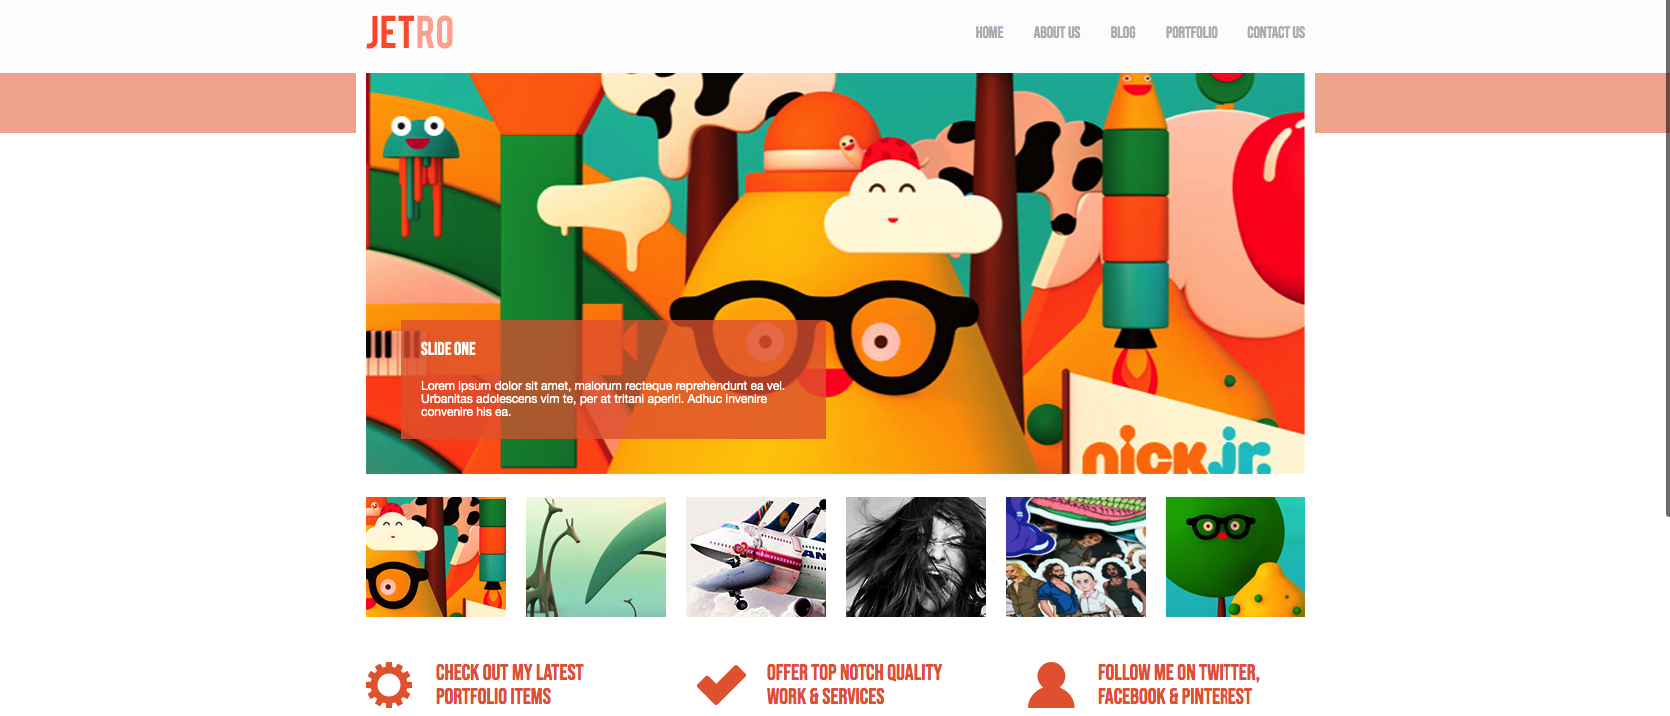 JETRO
HOME ABOUT US BLOG PORTFOLIO CONTACT US
nick jr.
SLIDE ONE
Lorem ipsum dolor sit amet, malorum recteque reprehendunt ea vel.
Urbanitas adolescens vim te, per at tritani aperiri. Adhuc invenire
convenire his ea.
AN
CHECK OUT MY LATEST
PORTFOLIO ITEMS
OFFER TOP NOTCH QUALITY
WORK & SERVICES
FOLLOW ME ON TWITTER,
FACEBOOK & PINTEREST